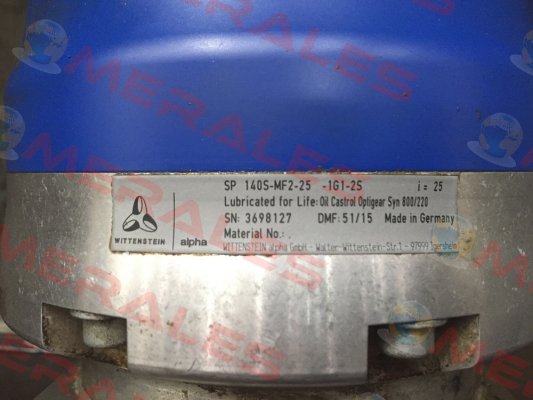 SP 140S-MF2-25 -1G1-2S i = 25
Lubricated for Life: Oil Castrol Optigear Syn 800/220
SN: 3698127 DMF: 51/15 Made in Germany
Material No.: .
WITTENSTEIN alpha GmbH - Walter-Wittenstein-Str.1 - 97999 Igersheim
WITTENSTEIN
alpha
MERALES
MERALES
MERALES
MERALES